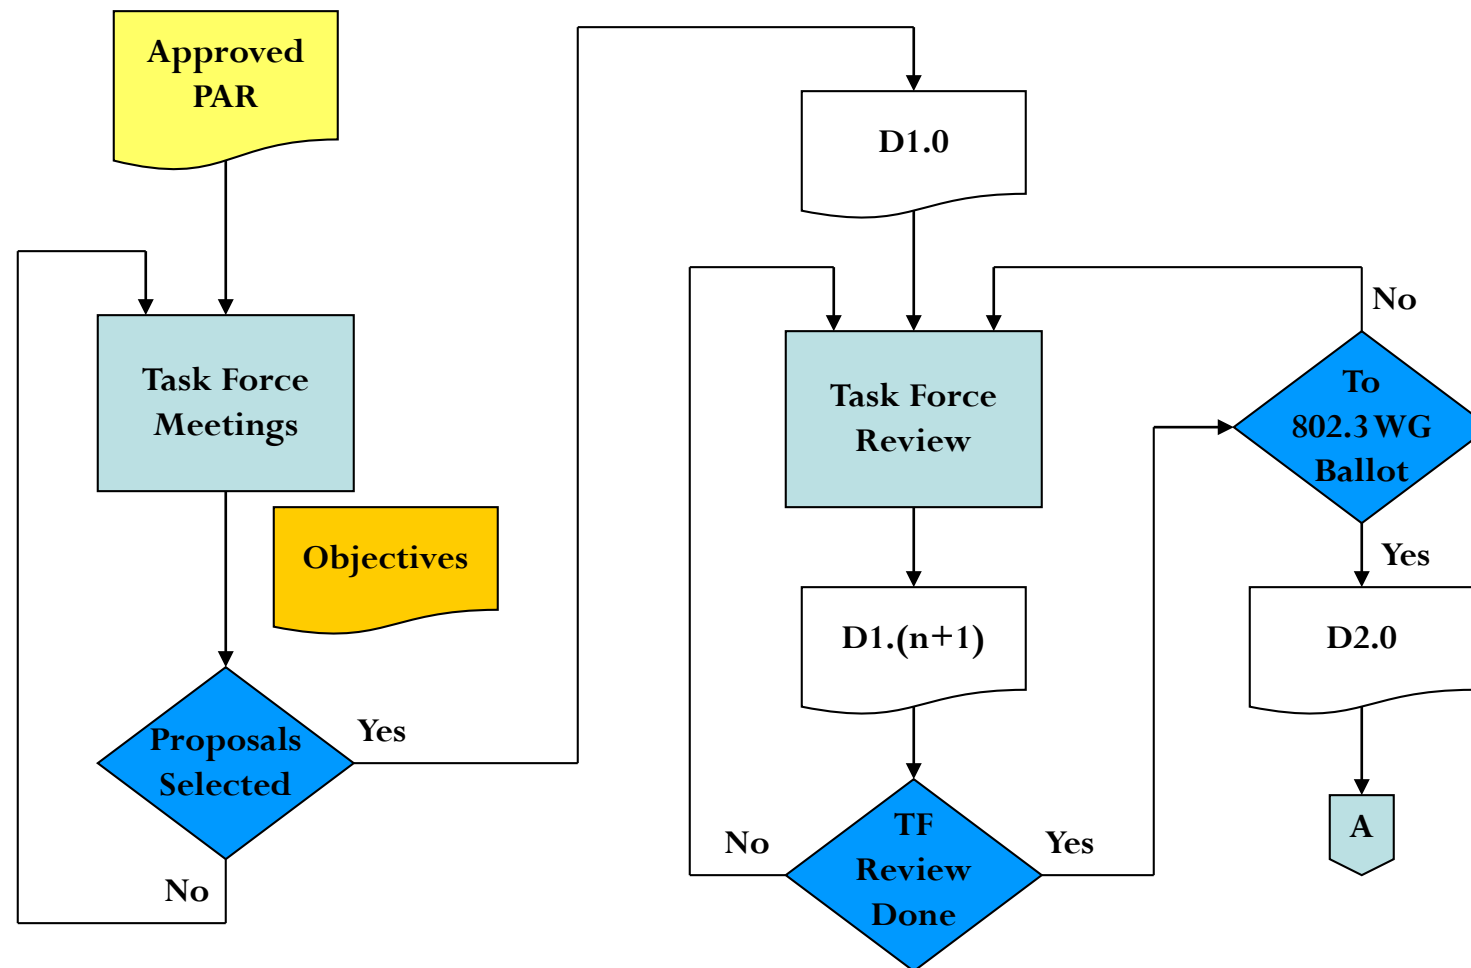 Approved
PAR
Task Force
Meetings
Objectives
Proposals
Selected
Yes
No
D1.0
Task Force
Review
D1.(n+1)
TF
Review
Done
No
Yes
To
802.3 WG
Ballot
No
Yes
D2.0
A